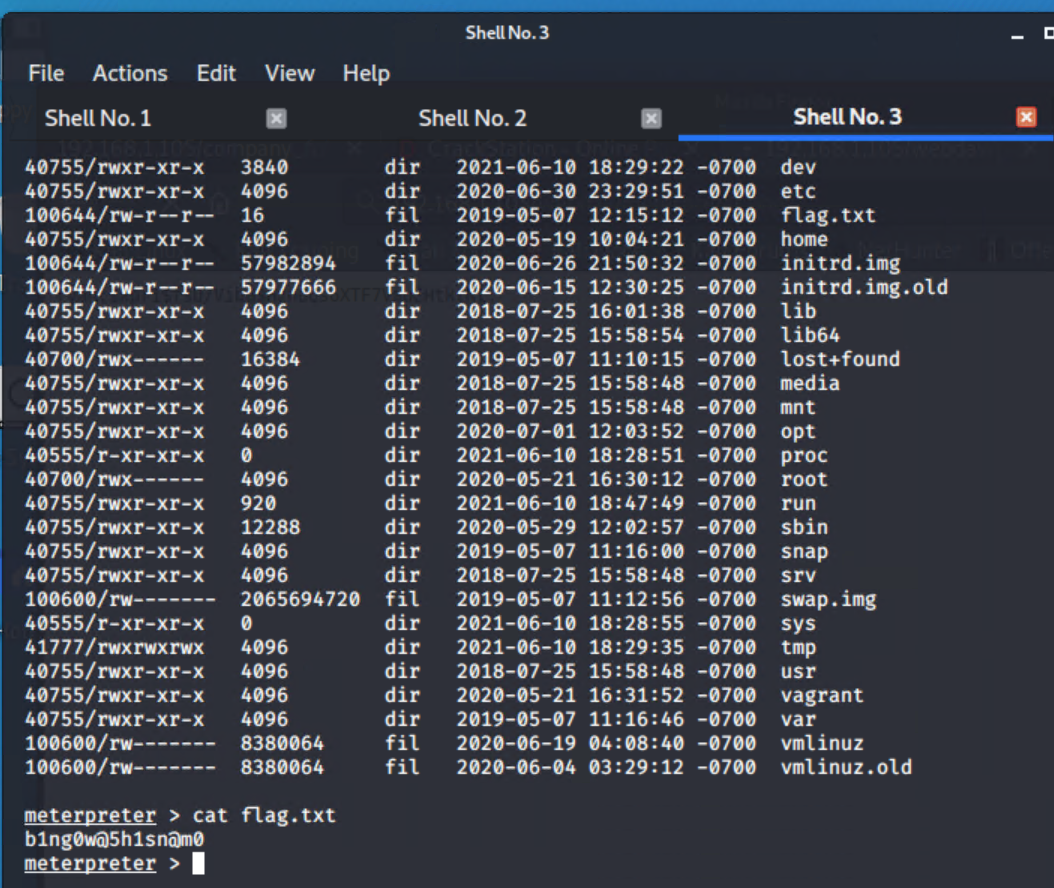 Shell No. 3
File Actions Edit View Help
Shell No. 1 Shell No. 2 Shell No. 3
40755/rwxr-xr-x 3840 dir 2021-06-10 18:29:22 -0700 dev
40755/rwxr-xr-x 4096 dir 2020-06-30 23:29:51 -0700 etc
100644/rw-r--r-- 16 fil 2019-05-07 12:15:12 -0700 flag.txt
40755/rwxr-xr-x 4096 dir 2020-05-19 10:04:21 -0700 home
100644/rw-r--r-- 57982894 fil 2020-06-26 21:50:32 -0700 initrd.img
100644/rw-r--r-- 57977666 fil 2020-06-15 12:30:25 -0700 initrd.img.old
40755/rwxr-xr-x 4096 dir 2018-07-25 16:01:38 -0700 lib
40755/rwxr-xr-x 4096 dir 2018-07-25 15:58:54 -0700 lib64
40700/rwx------ 16384 dir 2019-05-07 11:10:15 -0700 lost+found
40755/rwxr-xr-x 4096 dir 2018-07-25 15:58:48 -0700 media
40755/rwxr-xr-x 4096 dir 2018-07-25 15:58:48 -0700 mnt
40755/rwxr-xr-x 4096 dir 2020-07-01 12:03:52 -0700 opt
40555/r-xr-xr-x 0 dir 2021-06-10 18:28:51 -0700 proc
40700/rwx------ 4096 dir 2020-05-21 16:30:12 -0700 root
40755/rwxr-xr-x 920 dir 2021-06-10 18:47:49 -0700 run
40755/rwxr-xr-x 12288 dir 2020-05-29 12:02:57 -0700 sbin
40755/rwxr-xr-x 4096 dir 2019-05-07 11:16:00 -0700 snap
40755/rwxr-xr-x 4096 dir 2018-07-25 15:58:48 -0700 srv
100600/rw------- 2065694720 fil 2019-05-07 11:12:56 -0700 swap.img
40555/r-xr-xr-x 0 dir 2021-06-10 18:28:55 -0700 sys
41777/rwxrwxrwx 4096 dir 2021-06-10 18:29:35 -0700 tmp
40755/rwxr-xr-x 4096 dir 2018-07-25 15:58:48 -0700 usr
40755/rwxr-xr-x 4096 dir 2020-05-21 16:31:52 -0700 vagrant
40755/rwxr-xr-x 4096 dir 2019-05-07 11:16:46 -0700 var
100600/rw------- 8380064 fil 2020-06-19 04:08:40 -0700 vmlinuz
100600/rw------- 8380064 fil 2020-06-04 03:29:12 -0700 vmlinuz.old
meterpreter > cat flag.txt
b1ng0w@5h1sn@m0
meterpreter >